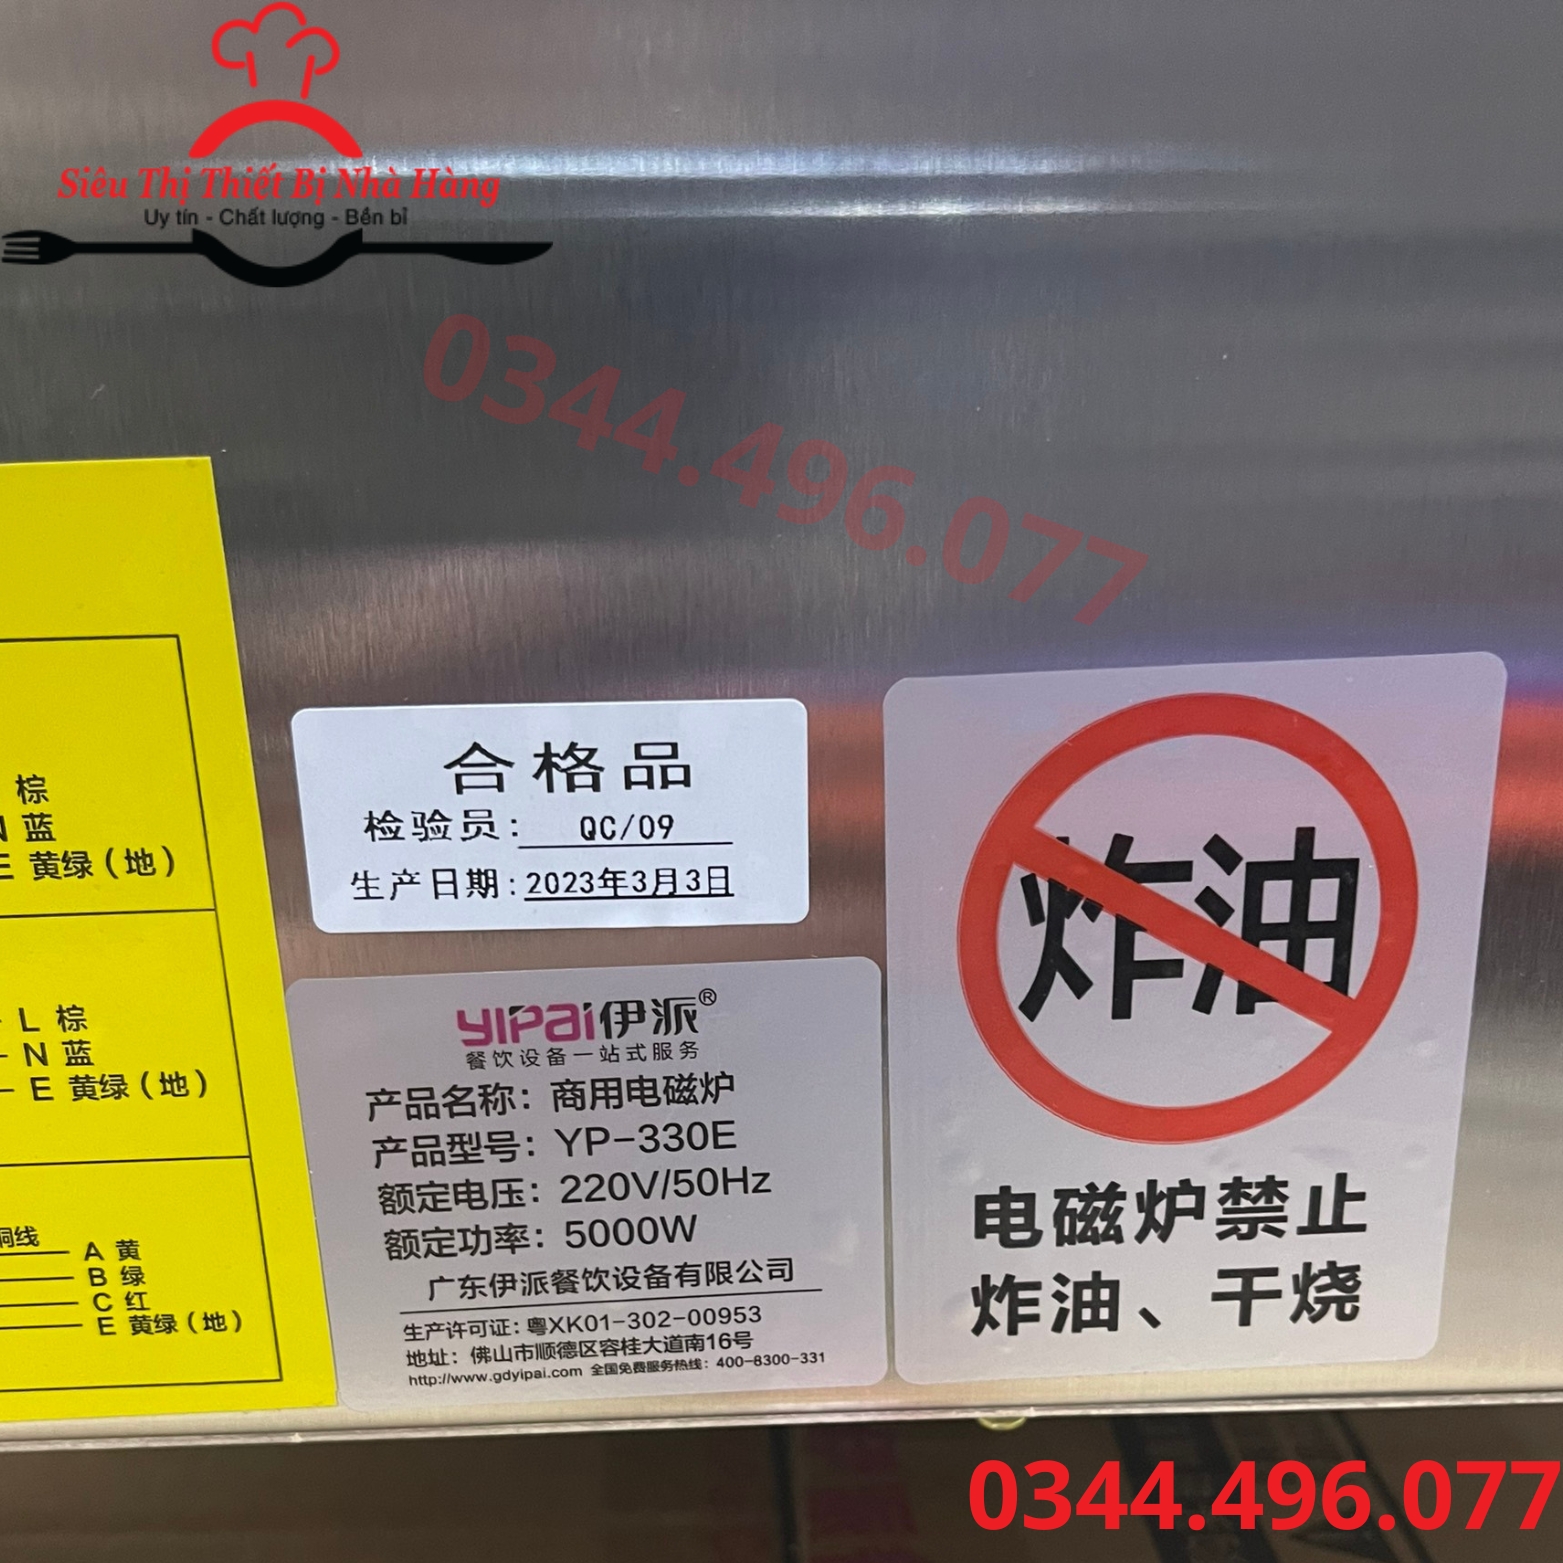 Siêu Thị Thiết Bị Nhà Hàng
Uy tín - Chất lượng - Bền bỉ
0344.496.077
棕
N 蓝
E 黄绿（地）
L 棕
N 蓝
E 黄绿（地）
铜线
A 黄
B 绿
C 红
E 黄绿（地）
合格品
检验员： QC/09
生产日期：2023年3月3日
YIPAI伊派®
餐饮设备一站式服务
产品名称：商用电磁炉
产品型号：YP-330E
额定电压：220V/50Hz
额定功率：5000W
广东伊派餐饮设备有限公司
生产许可证：粤XK01-302-00953
地址：佛山市顺德区容桂大道南16号
http://www.gdyipai.com 全国免费服务热线：400-8300-331
炸油
电磁炉禁止
炸油、干烧
0344.496.077